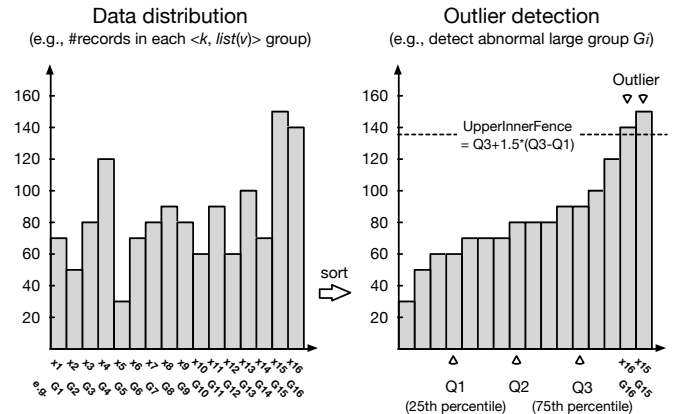 Data distribution
(e.g., #records in each <k, list(v)> group)
160
140
120
100
80
60
40
20
x1 x2 x3 x4 x5 x6 x7 x8 x9 x10 x11 x12 x13 x14 x15 x16
e.g. G1 G2 G3 G4 G5 G6 G7 G8 G9 G10 G11 G12 G13 G14 G15 G16
sort
Outlier detection
(e.g., detect abnormal large group Gi)
Outlier
160
140
120
100
80
60
40
20
UpperInnerFence
= Q3+1.5*(Q3-Q1)
x16 x15
G16 G15
Q1 Q2 Q3
(25th percentile) (75th percentile)